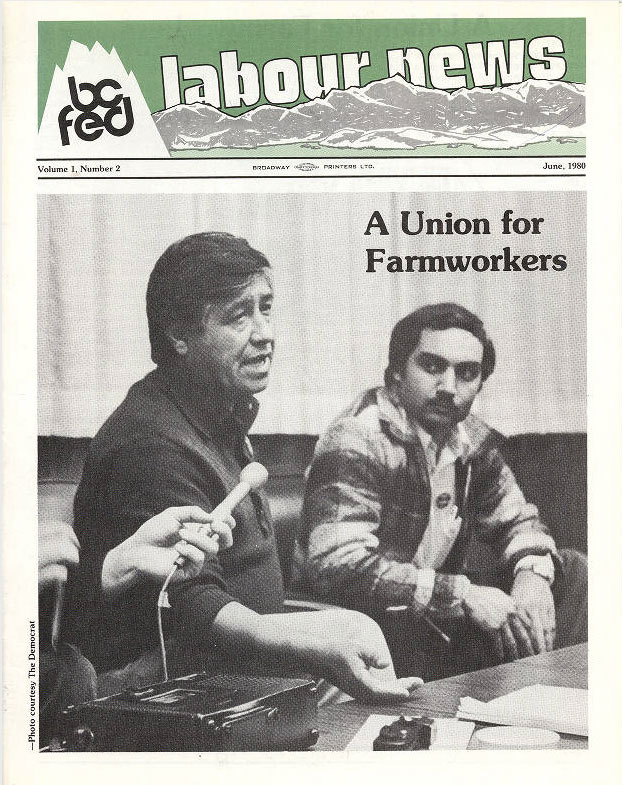 bc
fed
labour news
Volume 1, Number 2
BROADWAY PRINTERS LTD.
June, 1980
A Union for
Farmworkers
—Photo courtesy The Democrat